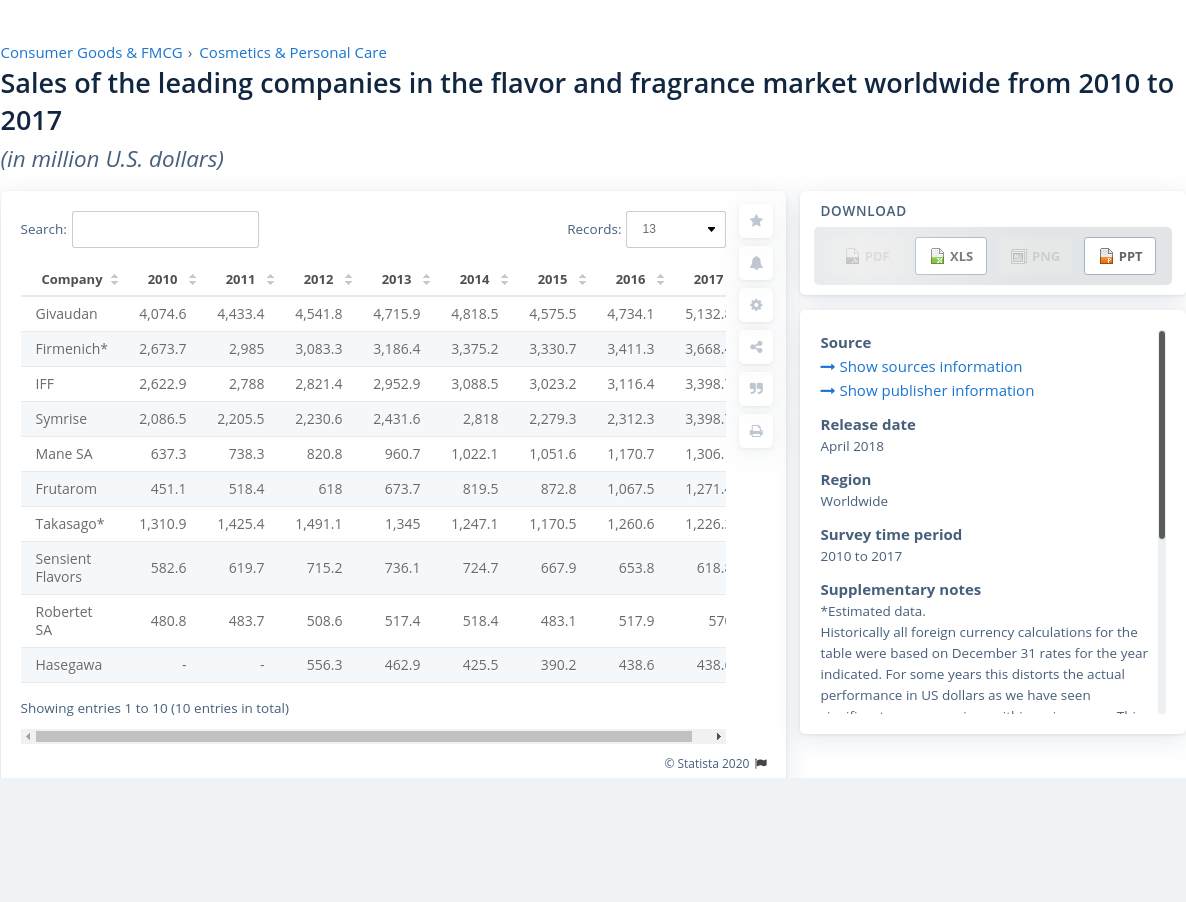 Consumer Goods & FMCG › Cosmetics & Personal Care
Sales of the leading companies in the flavor and fragrance market worldwide from 2010 to
2017
(in million U.S. dollars)
Search:
Records: 13
Company 2010 2011 2012 2013 2014 2015 2016 2017
Givaudan 4,074.6 4,433.4 4,541.8 4,715.9 4,818.5 4,575.5 4,734.1 5,132.
Firmenich* 2,673.7 2,985 3,083.3 3,186.4 3,375.2 3,330.7 3,411.3 3,668.
IFF 2,622.9 2,788 2,821.4 2,952.9 3,088.5 3,023.2 3,116.4 3,398.
Symrise 2,086.5 2,205.5 2,230.6 2,431.6 2,818 2,279.3 2,312.3 3,398.
Mane SA 637.3 738.3 820.8 960.7 1,022.1 1,051.6 1,170.7 1,306.
Frutarom 451.1 518.4 618 673.7 819.5 872.8 1,067.5 1,271.
Takasago* 1,310.9 1,425.4 1,491.1 1,345 1,247.1 1,170.5 1,260.6 1,226.
Sensient
Flavors 582.6 619.7 715.2 736.1 724.7 667.9 653.8 618.
Robertet
SA 480.8 483.7 508.6 517.4 518.4 483.1 517.9 57
Hasegawa - - 556.3 462.9 425.5 390.2 438.6 438.
Showing entries 1 to 10 (10 entries in total)
© Statista 2020
DOWNLOAD
PDF XLS PNG PPT
Source
Show sources information
Show publisher information
Release date
April 2018
Region
Worldwide
Survey time period
2010 to 2017
Supplementary notes
*Estimated data.
Historically all foreign currency calculations for the
table were based on December 31 rates for the year
indicated. For some years this distorts the actual
performance in US dollars as we have seen